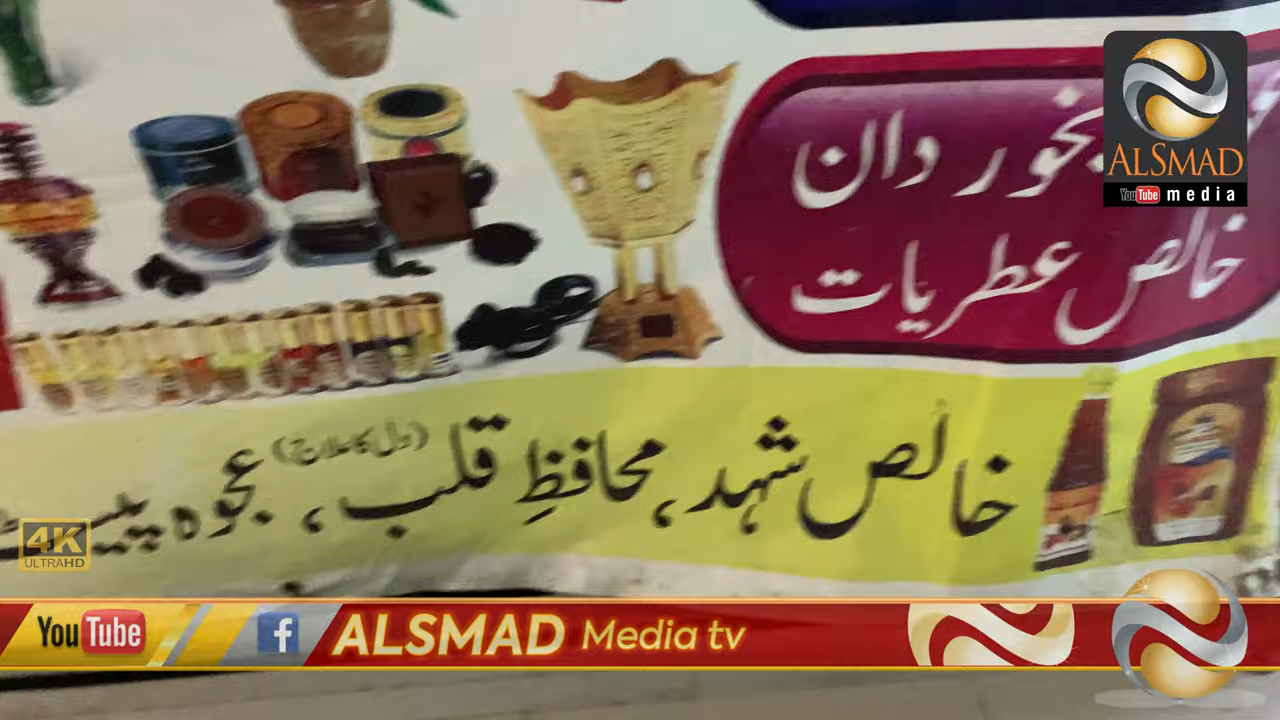 بخور دان
خالص عطریات
خالص شہد، محافظِ قلب (دل کا علاج)، عجوہ پیسٹ
ALSMAD
YouTube media
4K
ULTRAHD
YouTube
f
ALSMAD Media tv